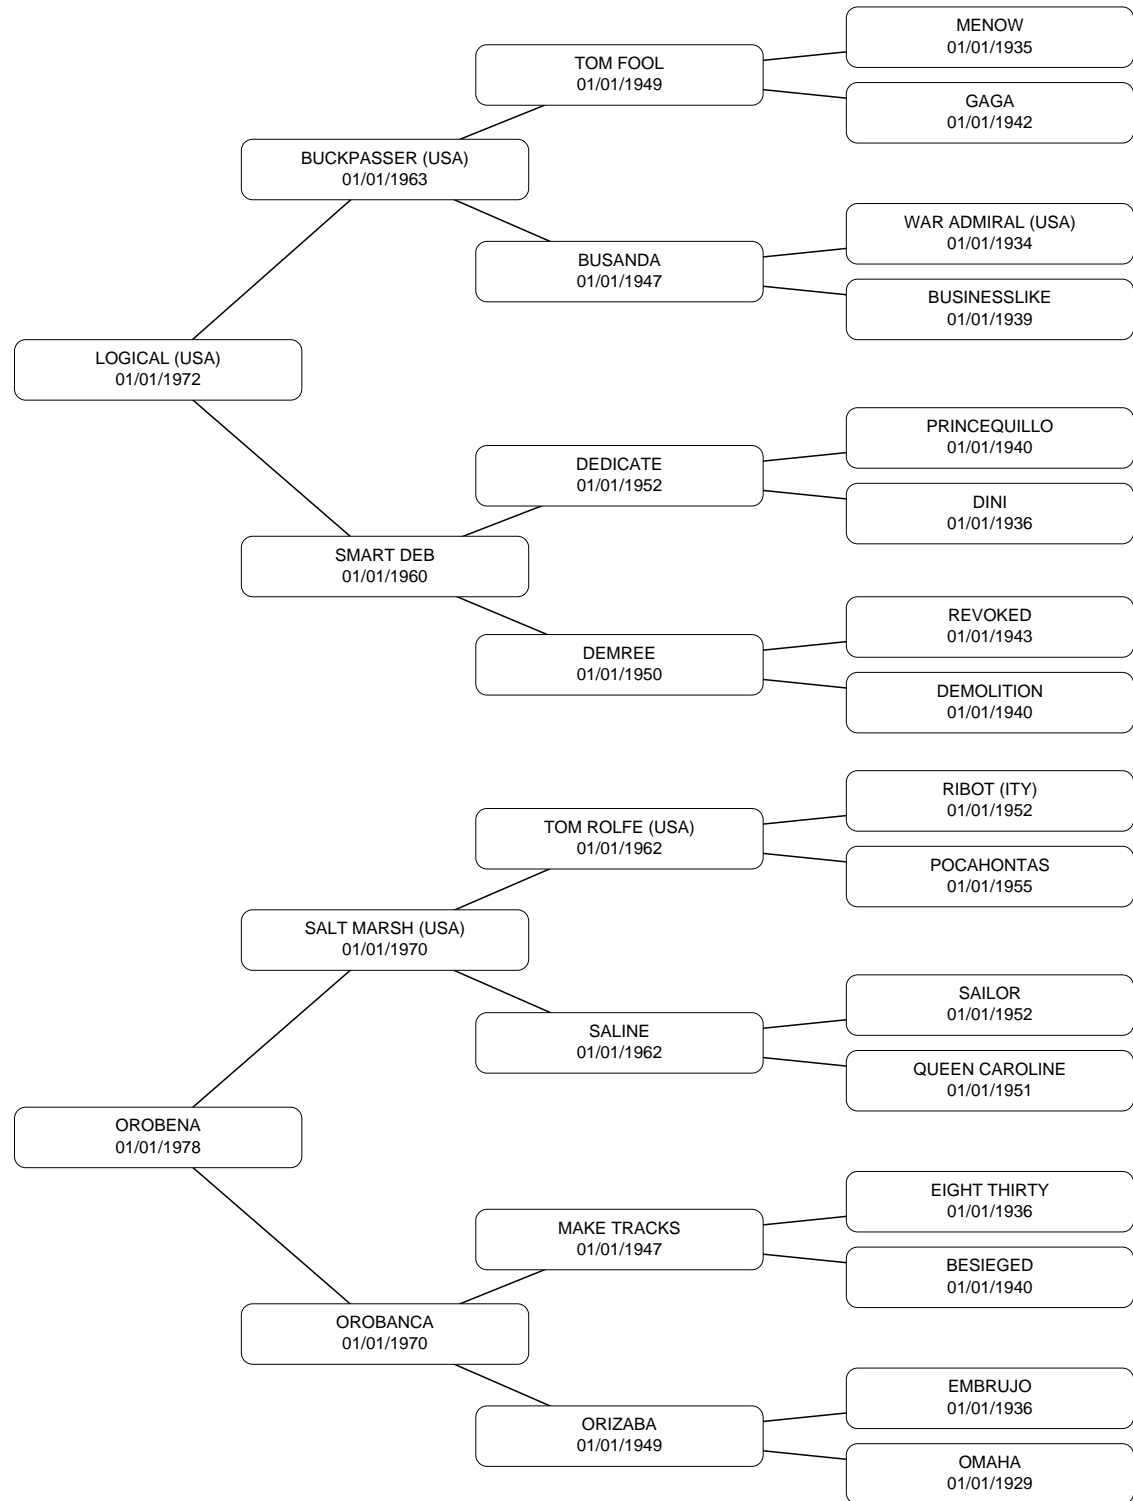 MENOW
01/01/1935
TOM FOOL
01/01/1949
GAGA
01/01/1942
BUCKPASSER (USA)
01/01/1963
WAR ADMIRAL (USA)
01/01/1934
BUSANDA
01/01/1947
BUSINESSLIKE
01/01/1939
LOGICAL (USA)
01/01/1972
PRINCEQUILLO
01/01/1940
DEDICATE
01/01/1952
DINI
01/01/1936
SMART DEB
01/01/1960
REVOKED
01/01/1943
DEMREE
01/01/1950
DEMOLITION
01/01/1940
RIBOT (ITY)
01/01/1952
TOM ROLFE (USA)
01/01/1962
POCAHONTAS
01/01/1955
SALT MARSH (USA)
01/01/1970
SAILOR
01/01/1952
SALINE
01/01/1962
QUEEN CAROLINE
01/01/1951
OROBENA
01/01/1978
EIGHT THIRTY
01/01/1936
MAKE TRACKS
01/01/1947
BESIEGED
01/01/1940
OROBANCA
01/01/1970
EMBRUJO
01/01/1936
ORIZABA
01/01/1949
OMAHA
01/01/1929